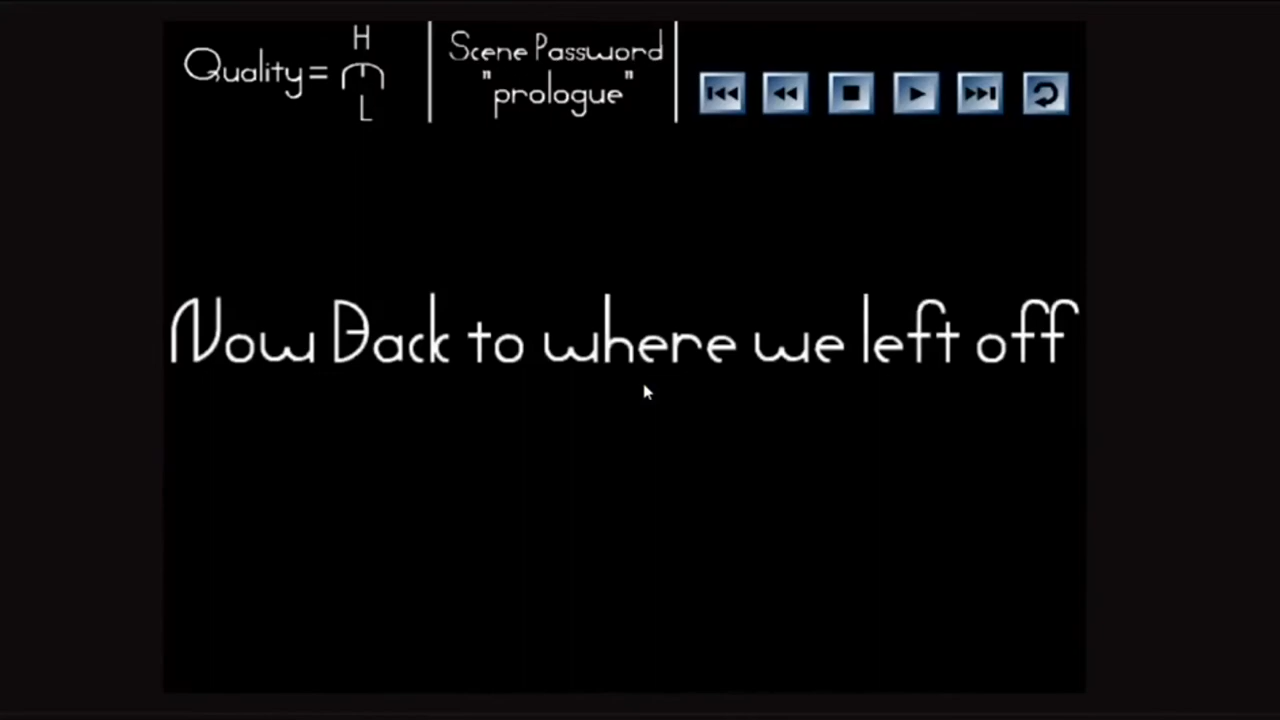 Quality =
H
M
L
Scene Password
"prologue"
Now Back to where we left off